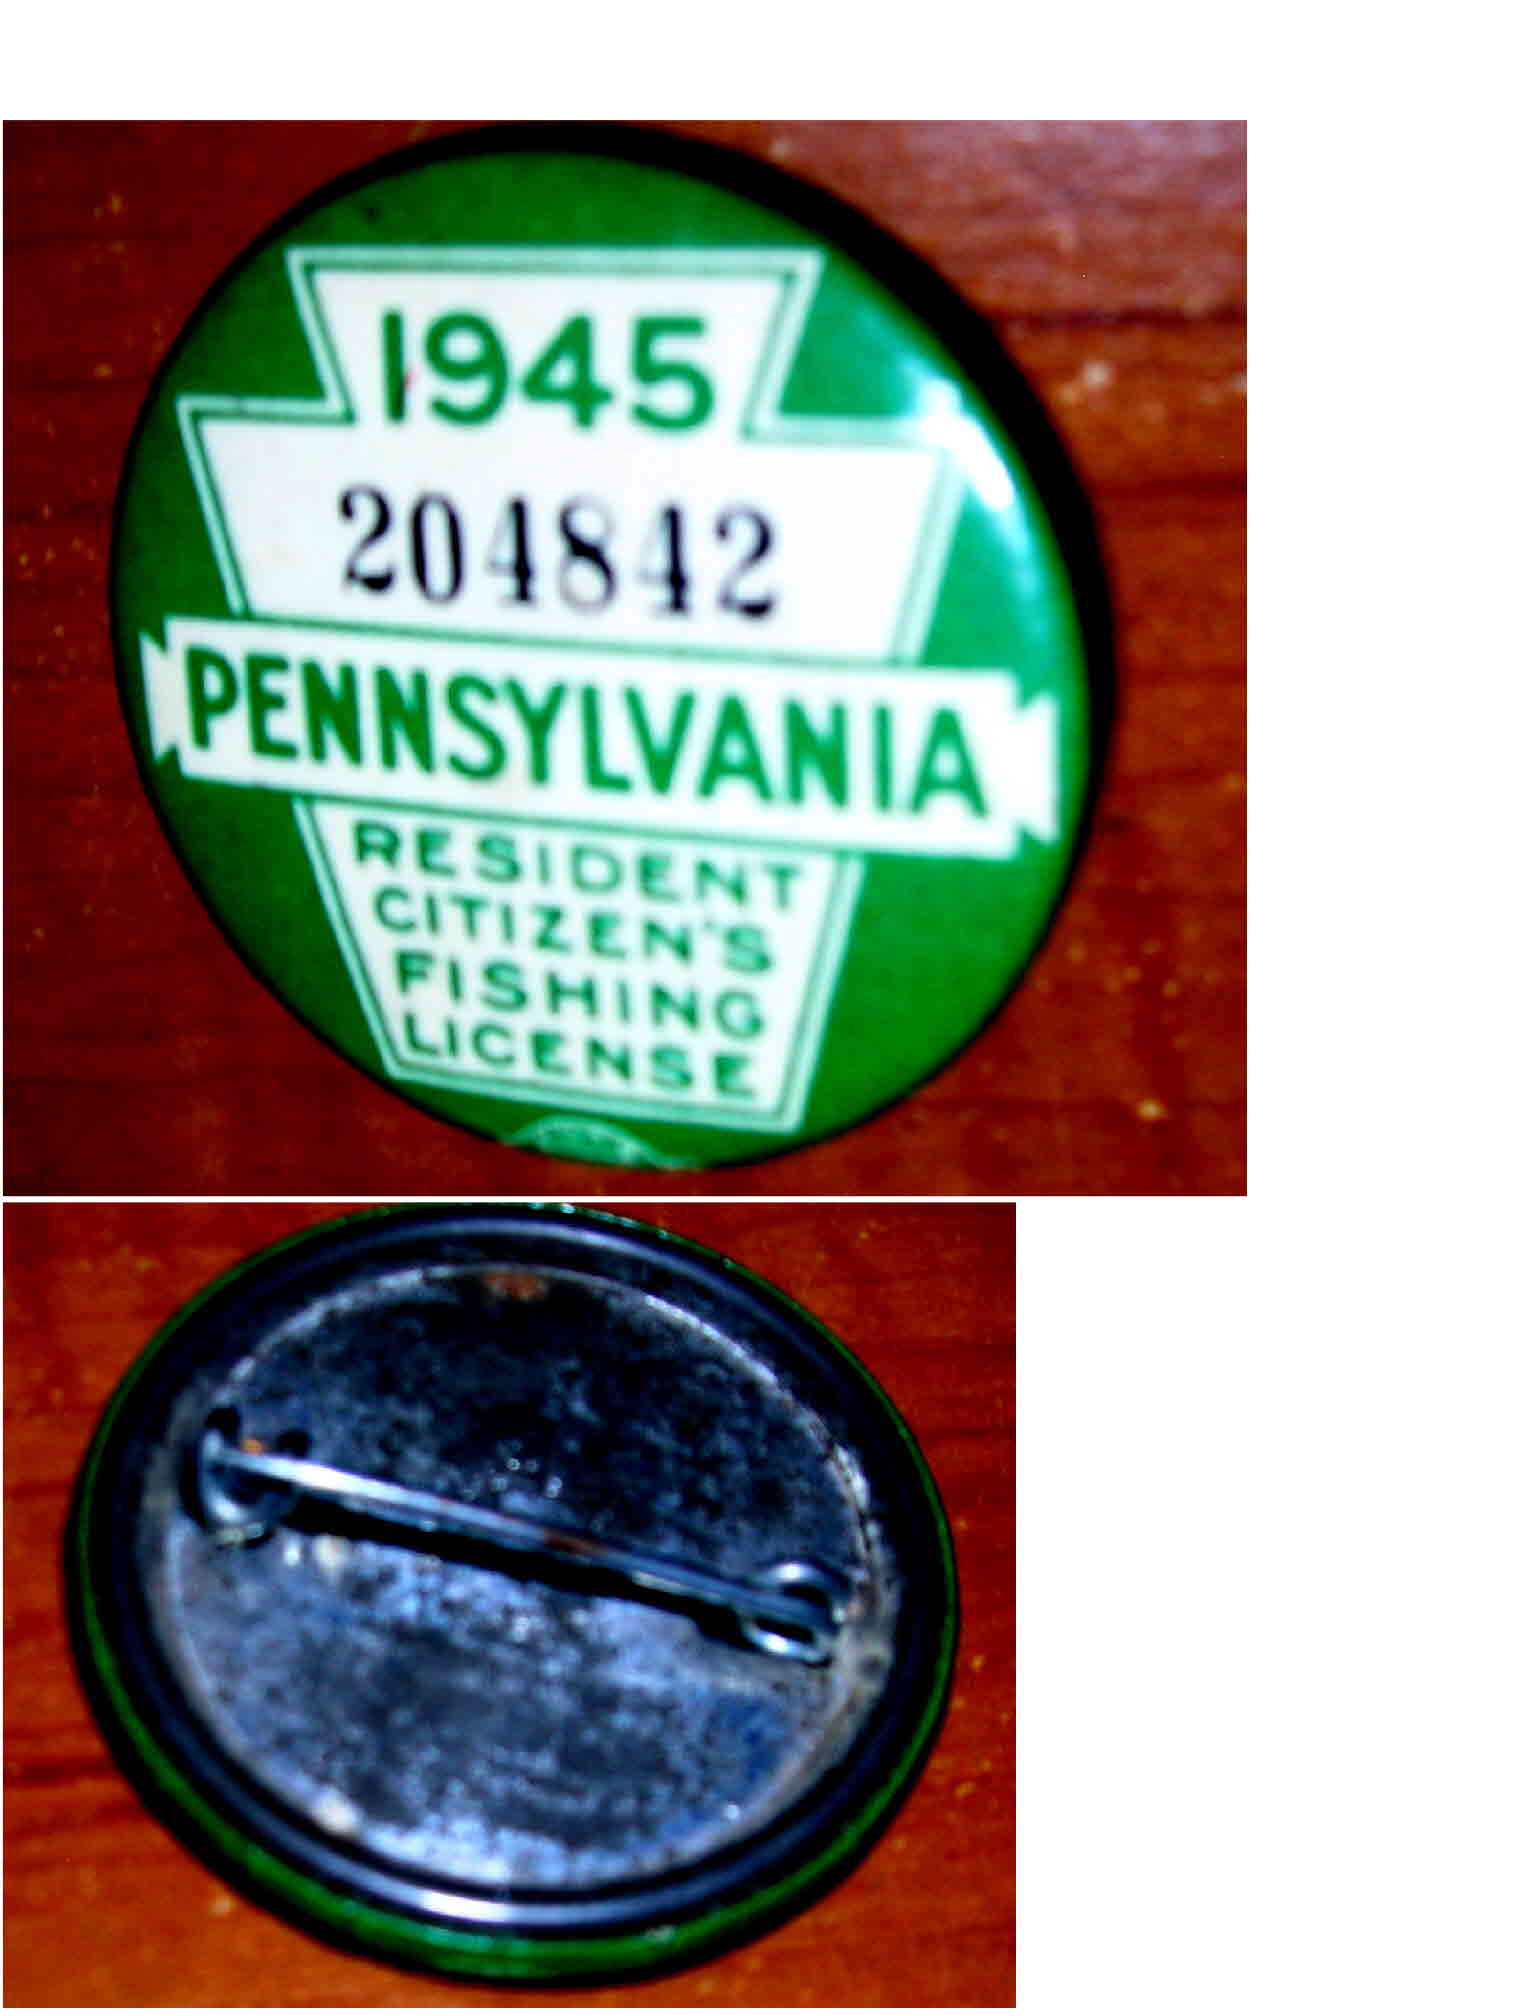 1945
204842
PENNSYLVANIA
RESIDENT
CITIZEN'S
FISHING
LICENSE